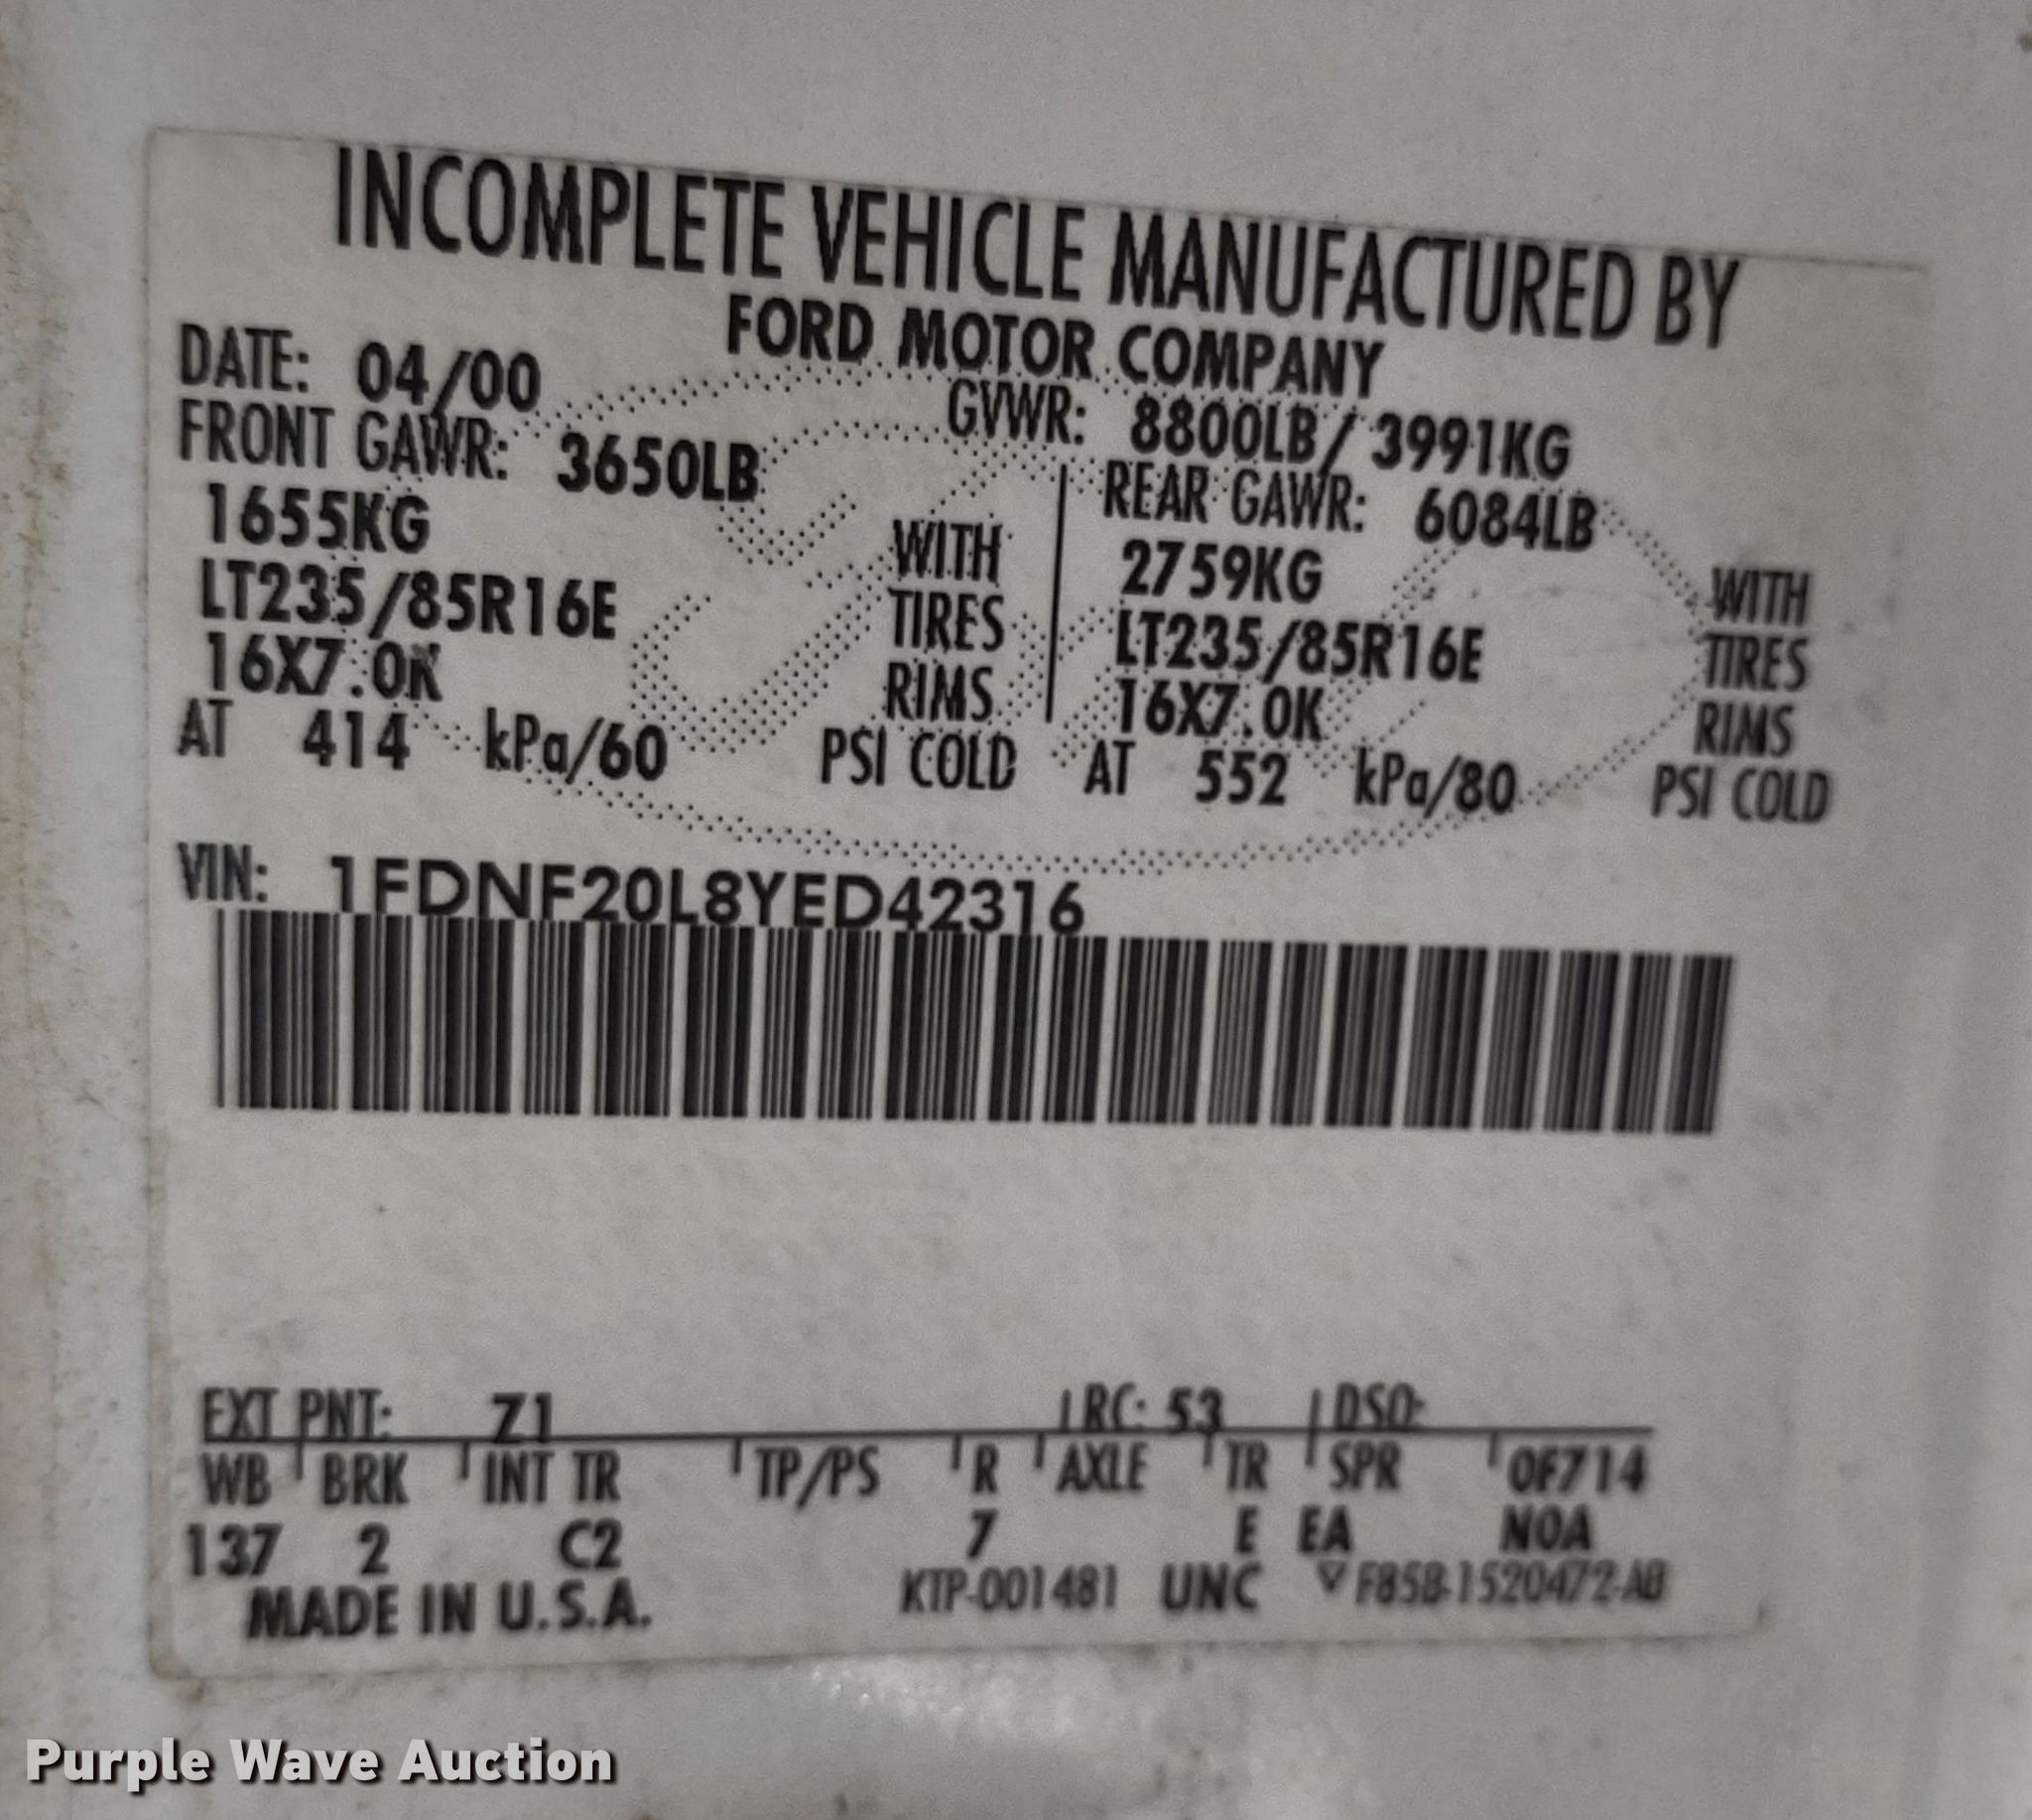 INCOMPLETE VEHICLE MANUFACTURED BY
FORD MOTOR COMPANY
DATE: 04/00
GVWR: 8800LB/ 3991KG
FRONT GAWR: 3650LB
REAR GAWR: 6084LB
1655KG WITH
2759KG WITH
LT235/85R16E TIRES
LT235/85R16E TIRES
16X7.0K RIMS
16X7.0K RIMS
AT 414 kPa/60 PSI COLD
AT 552 kPa/80 PSI COLD
VIN: 1FDNF20L8YED42316
EXT PNT: Z1 RC: 53 DSO:
WB BRK INT TR TP/PS R AXLE TR SPR 0F714
137 2 C2 7 E EA NOA
MADE IN U.S.A. KTP-001481 UNC ▽F85B-1520472-AB
Purple Wave Auction